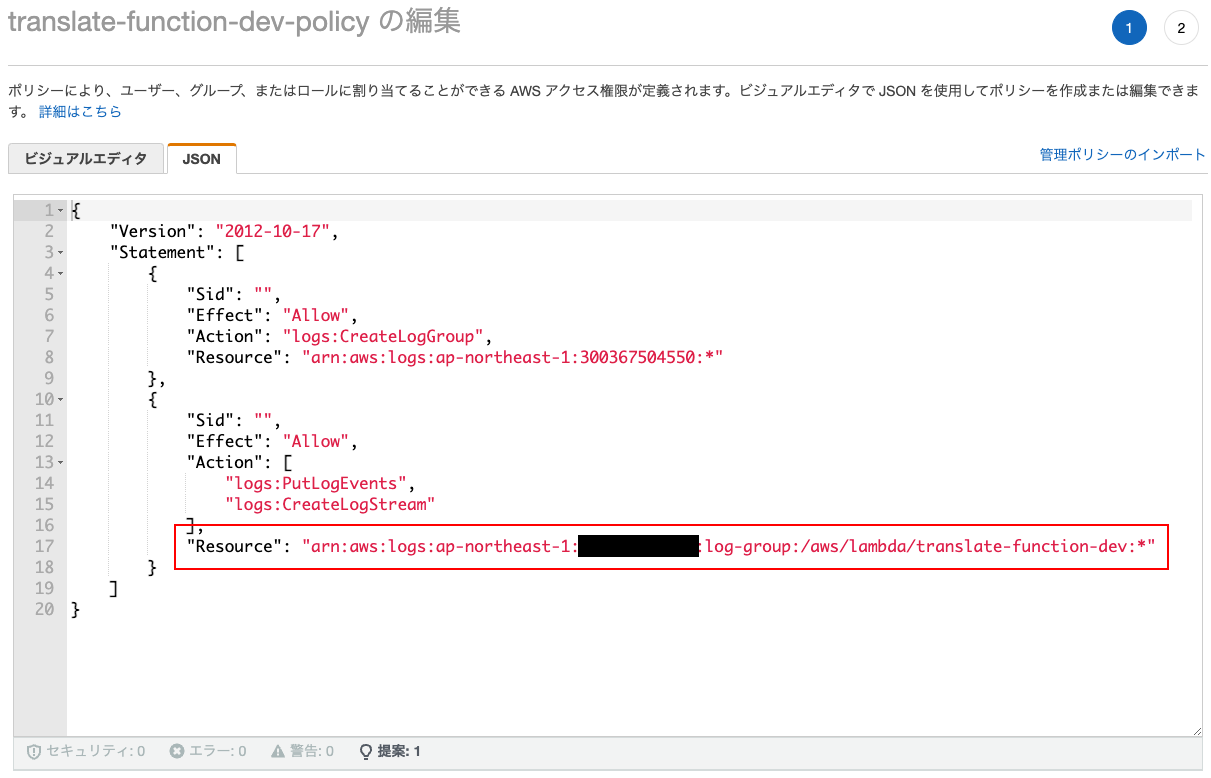 translate-function-dev-policy の編集
1
2
ポリシーにより、ユーザー、グループ、またはロールに割り当てることができる AWS アクセス権限が定義されます。ビジュアルエディタで JSON を使用してポリシーを作成または編集できま
す。 詳細はこちら
ビジュアルエディタ
JSON
管理ポリシーのインポート
1 {
2 "Version": "2012-10-17",
3 "Statement": [
4 {
5 "Sid": "",
6 "Effect": "Allow",
7 "Action": "logs:CreateLogGroup",
8 "Resource": "arn:aws:logs:ap-northeast-1:300367504550:*"
9 },
10 {
11 "Sid": "",
12 "Effect": "Allow",
13 "Action": [
14 "logs:PutLogEvents",
15 "logs:CreateLogStream"
16 ],
17 "Resource": "arn:aws:logs:ap-northeast-1: :log-group:/aws/lambda/translate-function-dev:*"
18 }
19 ]
20 }
セキュリティ: 0 エラー: 0 警告: 0 提案: 1